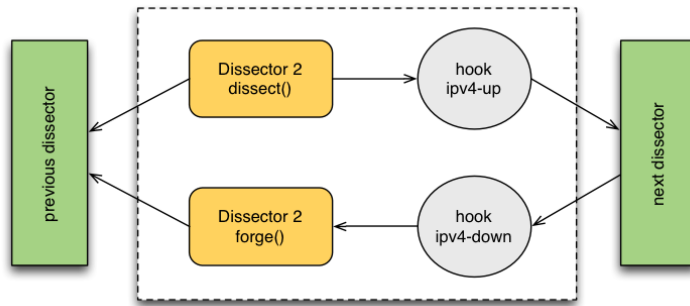 previous dissector
Dissector 2
dissect()
hook
ipv4-up
Dissector 2
forge()
hook
ipv4-down
next dissector